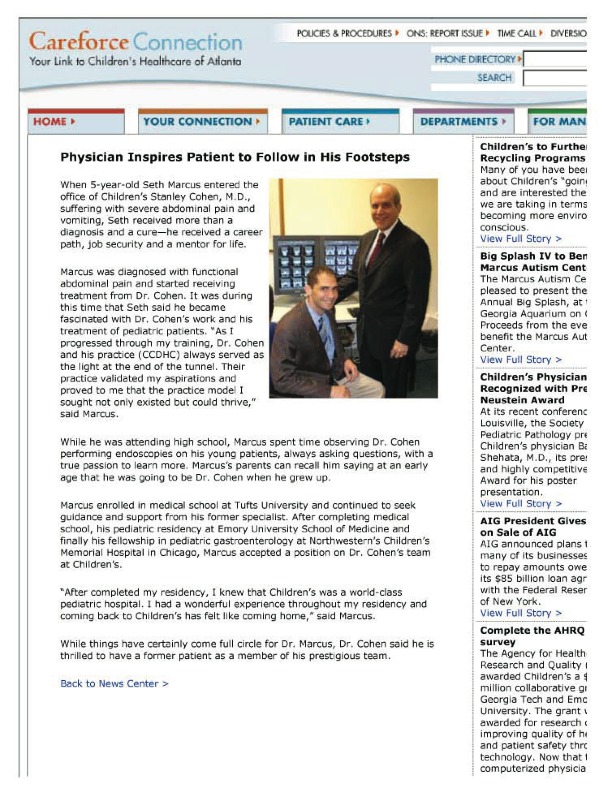 Careforce Connection
Your Link to Children's Healthcare of Atlanta
POLICIES & PROCEDURES ONS: REPORT ISSUE TIME CALL DIVERSIO
PHONE DIRECTORY
SEARCH
HOME YOUR CONNECTION PATIENT CARE DEPARTMENTS FOR MAN
Physician Inspires Patient to Follow in His Footsteps
When 5-year-old Seth Marcus entered the
office of Children's Stanley Cohen, M.D.,
suffering with severe abdominal pain and
vomiting, Seth received more than a
diagnosis and a cure—he received a career
path, job security and a mentor for life.
Marcus was diagnosed with functional
abdominal pain and started receiving
treatment from Dr. Cohen. It was during
this time that Seth said he became
fascinated with Dr. Cohen's work and his
treatment of pediatric patients. "As I
progressed through my training, Dr. Cohen
and his practice (CCDHC) always served as
the light at the end of the tunnel. Their
practice validated my aspirations and
proved to me that the practice model I
sought not only existed but could thrive,"
said Marcus.
While he was attending high school, Marcus spent time observing Dr. Cohen
performing endoscopies on his young patients, always asking questions, with a
true passion to learn more. Marcus's parents can recall him saying at an early
age that he was going to be Dr. Cohen when he grew up.
Marcus enrolled in medical school at Tufts University and continued to seek
guidance and support from his former specialist. After completing medical
school, his pediatric residency at Emory University School of Medicine and
finally his fellowship in pediatric gastroenterology at Northwestern's Children's
Memorial Hospital in Chicago, Marcus accepted a position on Dr. Cohen's team
at Children's.
"After completed my residency, I knew that Children's was a world-class
pediatric hospital. I had a wonderful experience throughout my residency and
coming back to Children's has felt like coming home," said Marcus.
While things have certainly come full circle for Dr. Marcus, Dr. Cohen said he is
thrilled to have a former patient as a member of his prestigious team.
Back to News Center >
Children's to Further
Recycling Programs
Many of you have bee
about Children's "goin
and are interested the
we are taking in terms
becoming more enviro
conscious.
View Full Story >
Big Splash IV to Ben
Marcus Autism Cent
The Marcus Autism Ce
pleased to present the
Annual Big Splash, at
Georgia Aquarium on
Proceeds from the eve
benefit the Marcus Aut
Center.
View Full Story >
Children's Physician
Recognized with Pre
Neustein Award
At its recent conferenc
Louisville, the Society
Pediatric Pathology pre
Children's physician Ba
Shehata, M.D., its pres
and highly competitive
Award for his poster
presentation.
View Full Story >
AIG President Gives
on Sale of AIG
AIG announced plans t
many of its businesses
to repay amounts owe
its $85 billion loan agr
with the Federal Reser
of New York.
View Full Story >
Complete the AHRQ
survey
The Agency for Health
Research and Quality
awarded Children's a $
million collaborative gr
Georgia Tech and Emo
University. The grant
awarded for research
improving quality of he
and patient safety thro
technology. Now that
computerized physicia